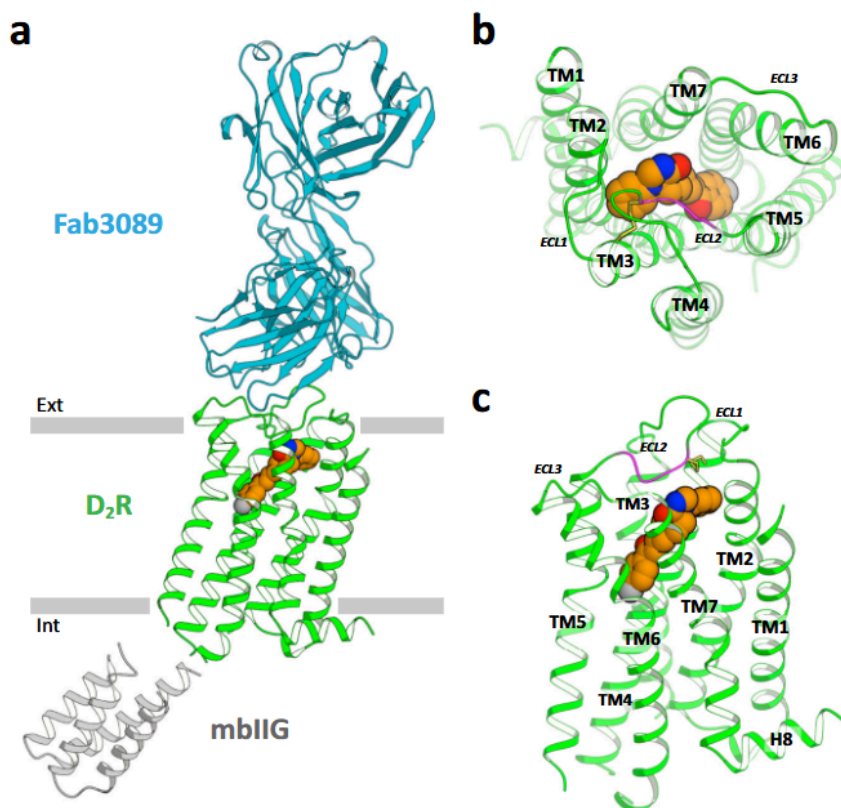 a
Fab3089
Ext
D₂R
Int
mbIIG
b
TM1
TM2
TM7
ECL3
TM6
ECL1
TM3
ECL2
TM5
TM4
c
ECL1
ECL2
ECL3
TM3
TM2
TM7
TM5
TM6
TM1
TM4
H8